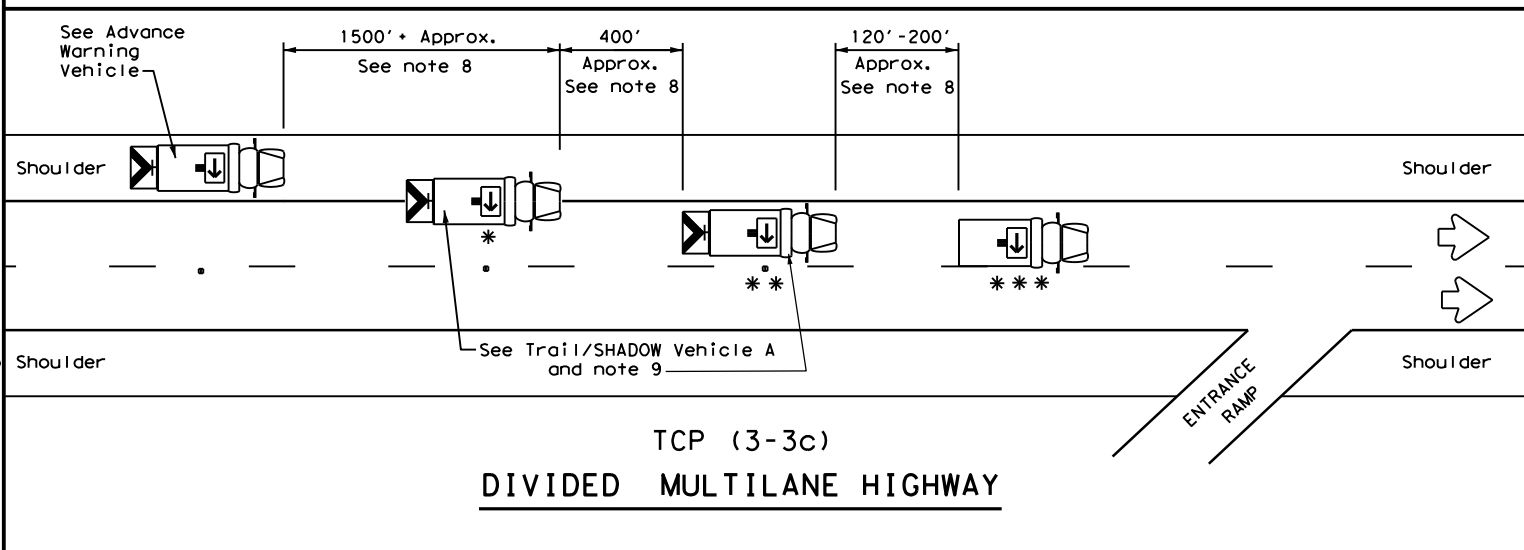 See Advance
Warning
Vehicle
1500'+ Approx.
See note 8
400'
Approx.
See note 8
120'-200'
Approx.
See note 8
Shoulder
Shoulder
*
* *
* * *
See Trail/SHADOW Vehicle A
and note 9
Shoulder
Shoulder
ENTRANCE
RAMP
TCP (3-3c)
DIVIDED MULTILANE HIGHWAY